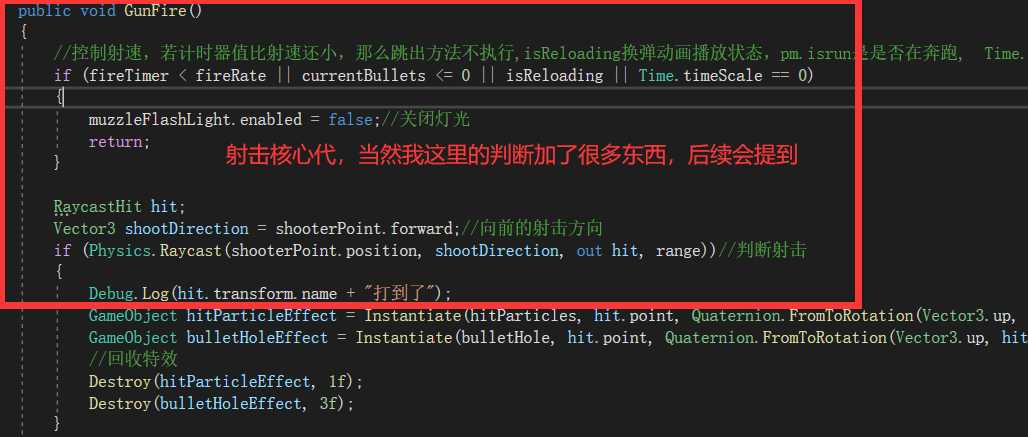 public void GunFire()
{
//控制射速，若计时器值比射速还小，那么跳出方法不执行,isReloading换弹动画播放状态，pm.isrun是是否在奔跑， Time.
if (fireTimer < fireRate || currentBullets <= 0 || isReloading || Time.timeScale == 0)
{
muzzleFlashLight.enabled = false;//关闭灯光
return;
射击核心代，当然我这里的判断加了很多东西，后续会提到
}
RaycastHit hit;
Vector3 shootDirection = shooterPoint.forward;//向前的射击方向
if (Physics.Raycast(shooterPoint.position, shootDirection, out hit, range))//判断射击
{
Debug.Log(hit.transform.name + "打到了");
GameObject hitParticleEffect = Instantiate(hitParticles, hit.point, Quaternion.FromToRotation(Vector3.up,
GameObject bulletHoleEffect = Instantiate(bulletHole, hit.point, Quaternion.FromToRotation(Vector3.up, hit
//回收特效
Destroy(hitParticleEffect, 1f);
Destroy(bulletHoleEffect, 3f);
}